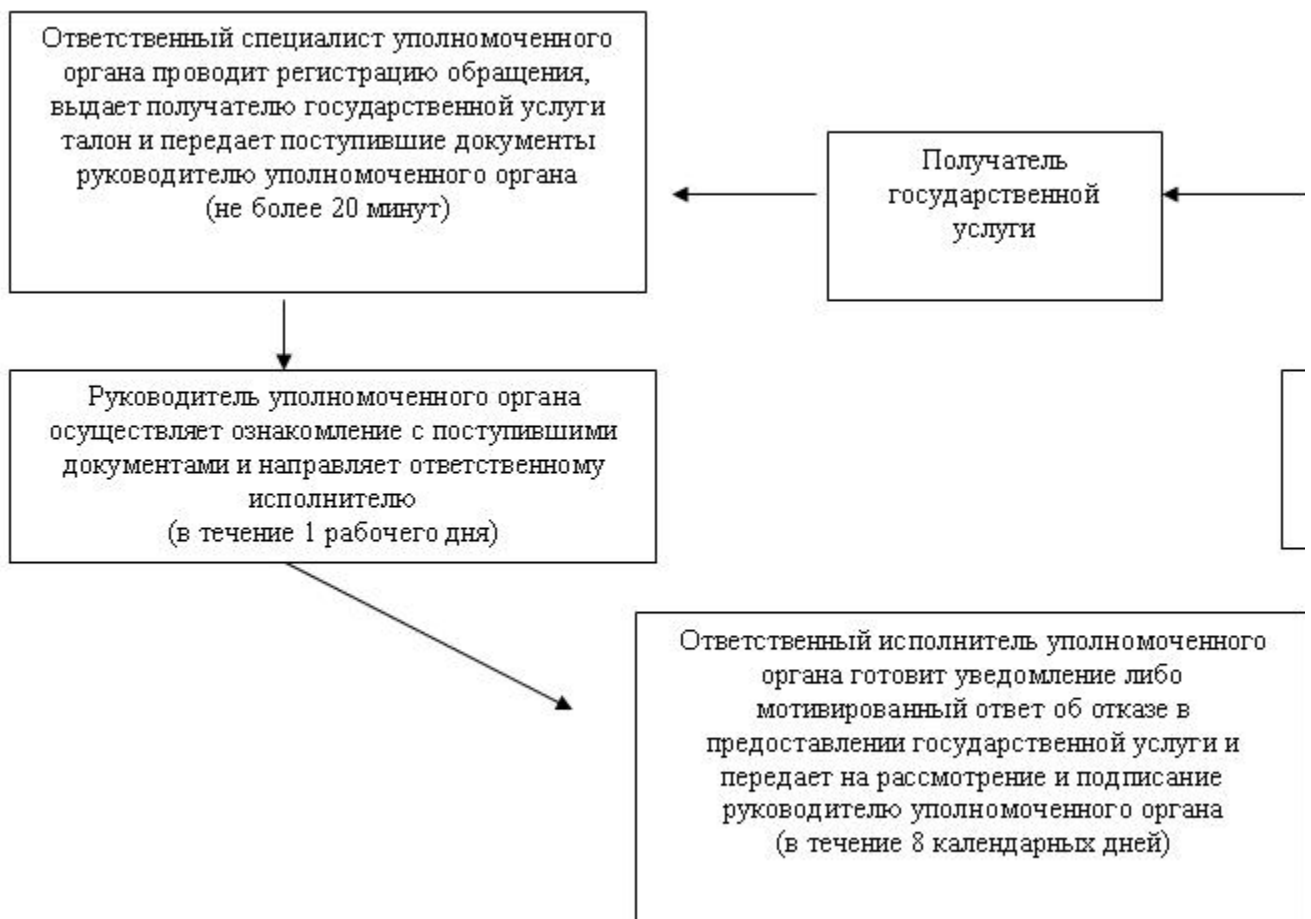 Ответственный специалист уполномоченного
органа проводит регистрацию обращения,
выдает получателю государственной услуги
талон и передает поступившие документы
руководителю уполномоченного органа
(не более 20 минут)
Получатель
государственной
услуги
Руководитель уполномоченного органа
осуществляет ознакомление с поступившими
документами и направляет ответственному
исполнителю
(в течение 1 рабочего дня)
Ответственный исполнитель уполномоченного
органа готовит уведомление либо
мотивированный ответ об отказе в
предоставлении государственной услуги и
передает на рассмотрение и подписание
руководителю уполномоченного органа
(в течение 8 календарных дней)